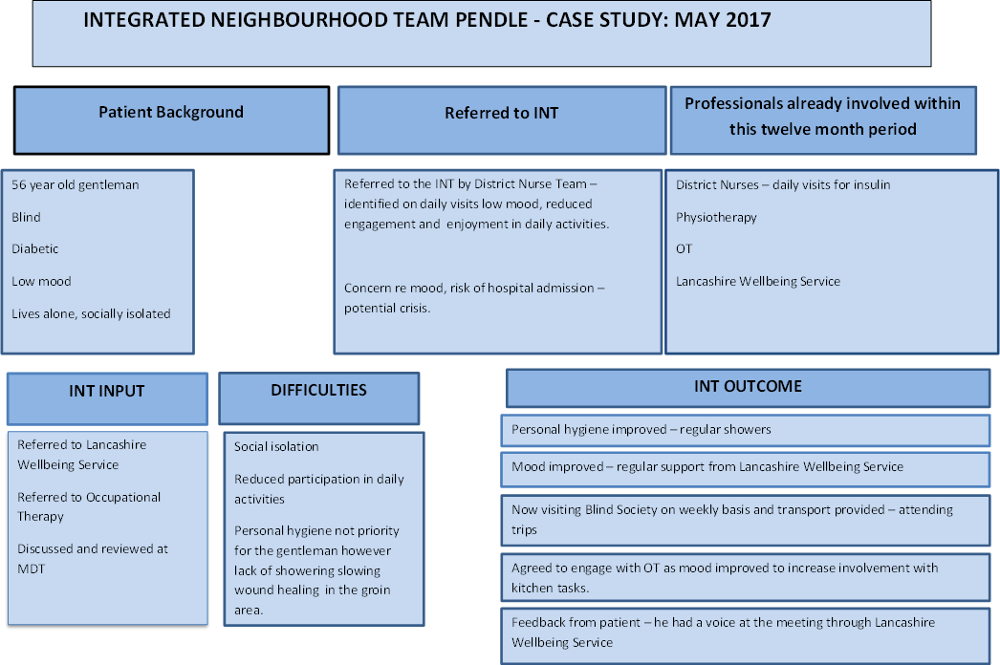 INTEGRATED NEIGHBOURHOOD TEAM PENDLE - CASE STUDY: MAY 2017
Patient Background
56 year old gentleman
Blind
Diabetic
Low mood
Lives alone, socially isolated
Referred to INT
Referred to the INT by District Nurse Team –
identified on daily visits low mood, reduced
engagement and enjoyment in daily activities.
Concern re mood, risk of hospital admission –
potential crisis.
Professionals already involved within
this twelve month period
District Nurses – daily visits for insulin
Physiotherapy
OT
Lancashire Wellbeing Service
INT INPUT
Referred to Lancashire
Wellbeing Service
Referred to Occupational
Therapy
Discussed and reviewed at
MDT
DIFFICULTIES
Social isolation
Reduced participation in daily
activities
Personal hygiene not priority
for the gentleman however
lack of showering slowing
wound healing in the groin
area.
INT OUTCOME
Personal hygiene improved – regular showers
Mood improved – regular support from Lancashire Wellbeing Service
Now visiting Blind Society on weekly basis and transport provided – attending
trips
Agreed to engage with OT as mood improved to increase involvement with
kitchen tasks.
Feedback from patient – he had a voice at the meeting through Lancashire
Wellbeing Service